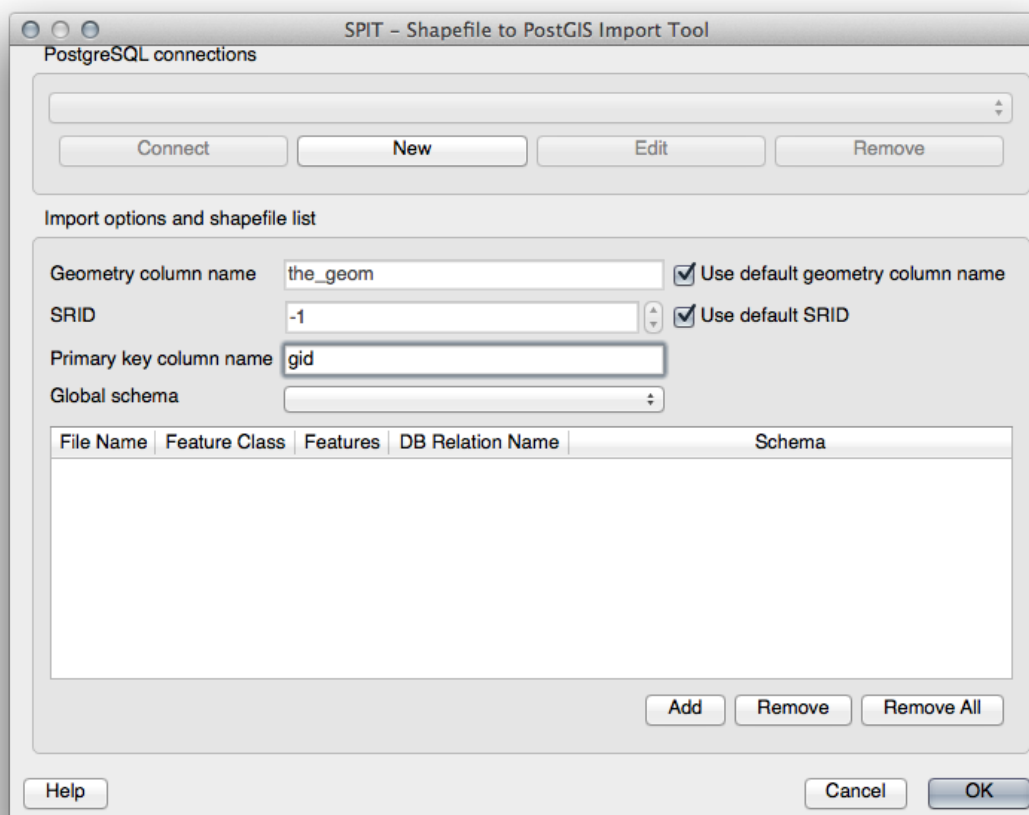 SPIT – Shapefile to PostGIS Import Tool
PostgreSQL connections
Connect New Edit Remove
Import options and shapefile list
Geometry column name the_geom Use default geometry column name
SRID -1 Use default SRID
Primary key column name gid
Global schema
File Name Feature Class Features DB Relation Name Schema
Add Remove Remove All
Help Cancel OK